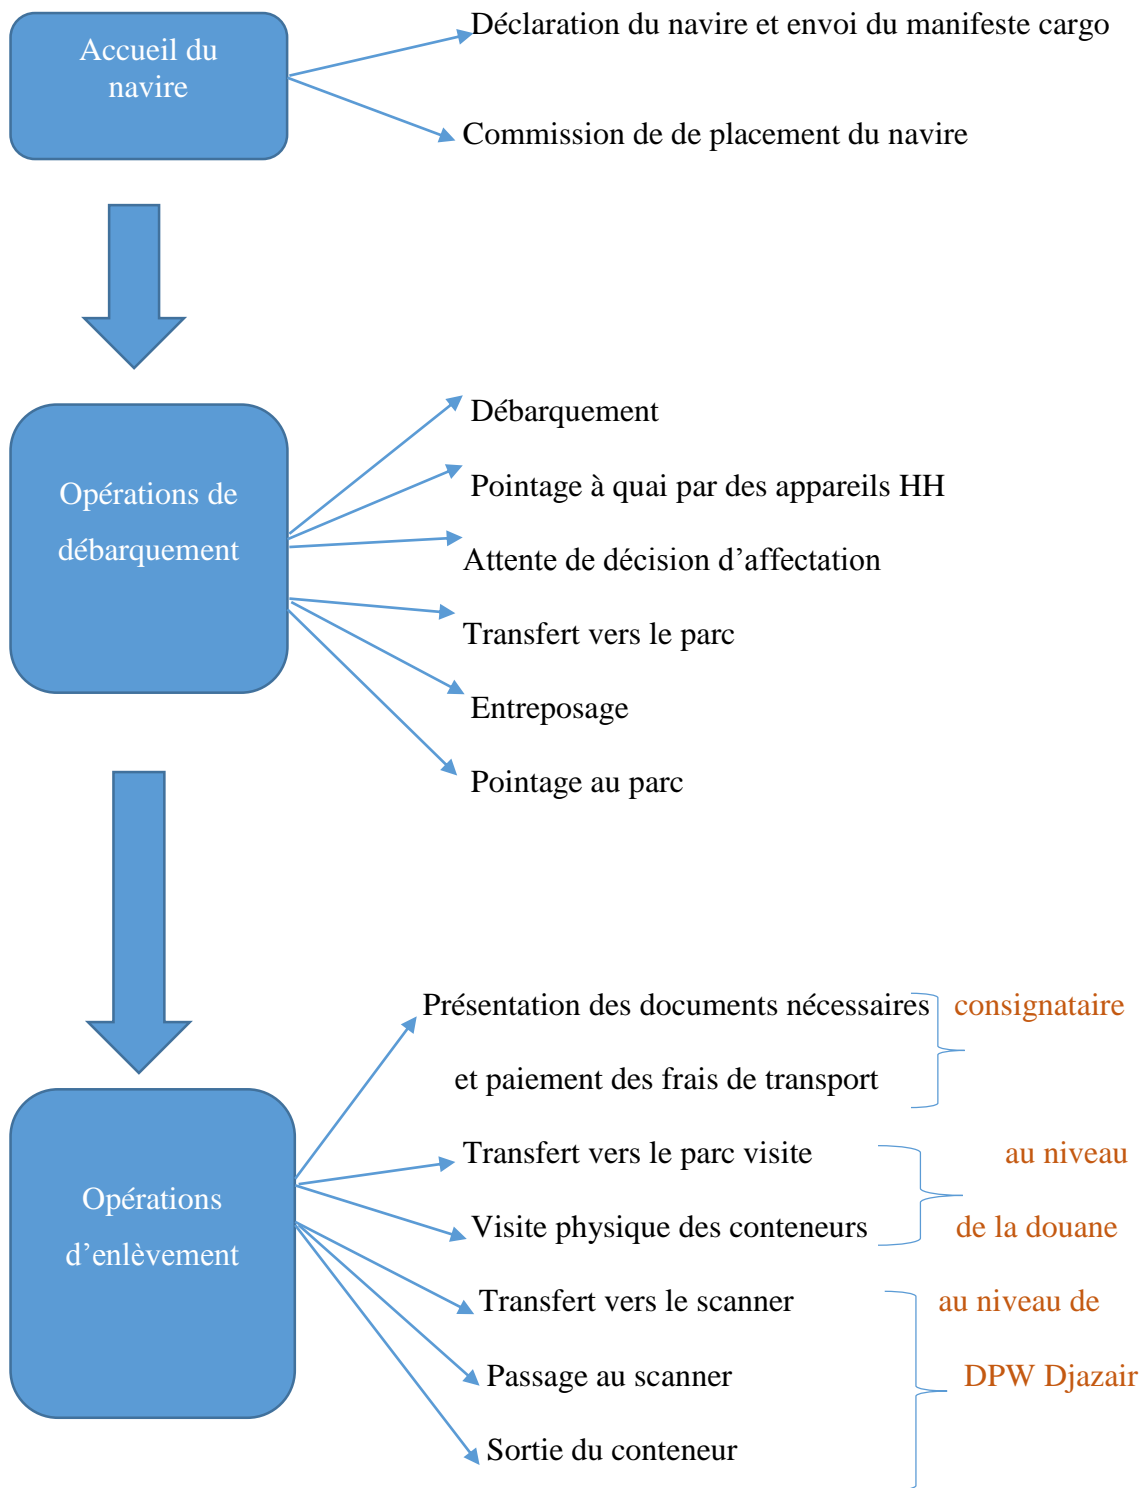 Accueil du
navire
Déclaration du navire et envoi du manifeste cargo
Commission de de placement du navire
Opérations de
débarquement
Débarquement
Pointage à quai par des appareils HH
Attente de décision d’affectation
Transfert vers le parc
Entreposage
Pointage au parc
Opérations
d’enlèvement
Présentation des documents nécessaires
et paiement des frais de transport
consignataire
Transfert vers le parc visite
Visite physique des conteneurs
au niveau
de la douane
Transfert vers le scanner
Passage au scanner
Sortie du conteneur
au niveau de
DPW Djazair